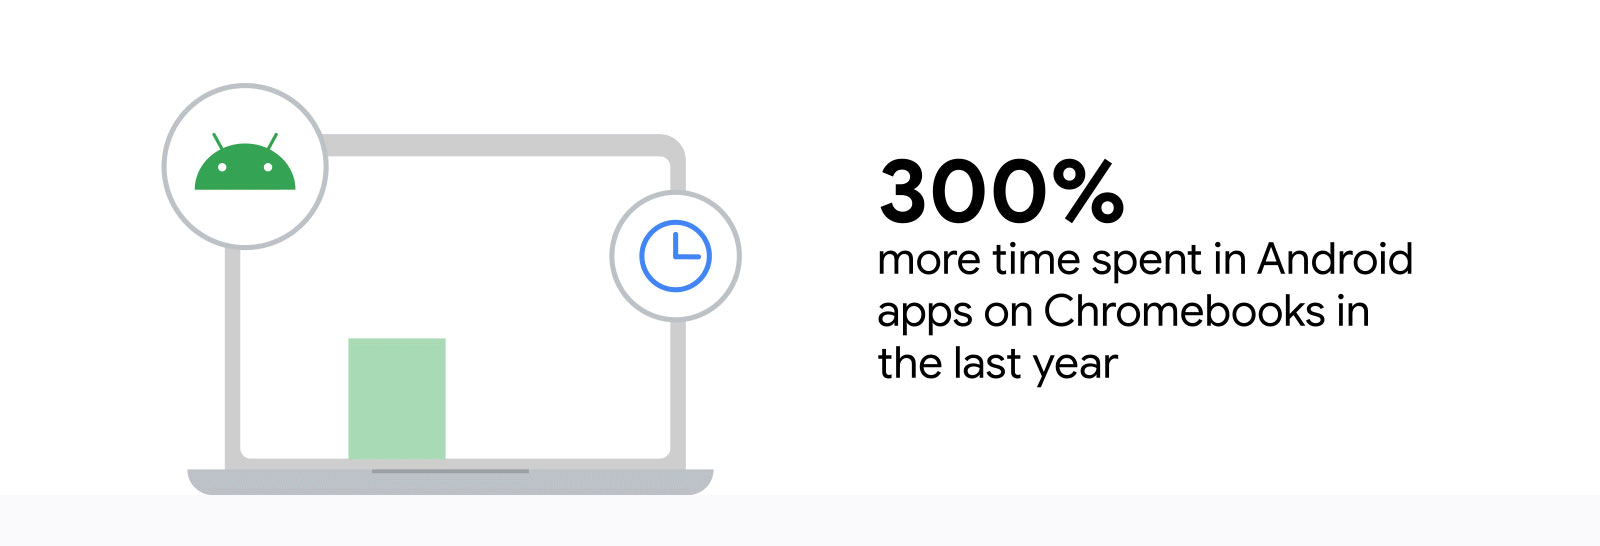 300%
more time spent in Android
apps on Chromebooks in
the last year